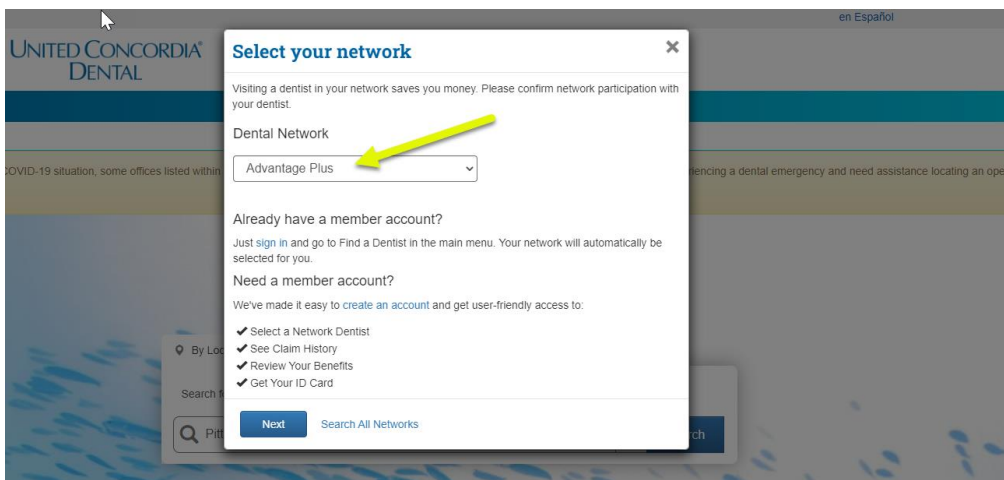 en Español
UNITED CONCORDIA®
DENTAL
Select your network
Visiting a dentist in your network saves you money. Please confirm network participation with
your dentist.
Dental Network
Advantage Plus
COVID-19 situation, some offices listed within
riencing a dental emergency and need assistance locating an ope
Already have a member account?
Just sign in and go to Find a Dentist in the main menu. Your network will automatically be
selected for you.
Need a member account?
We've made it easy to create an account and get user-friendly access to:
✔ Select a Network Dentist
✔ See Claim History
✔ Review Your Benefits
✔ Get Your ID Card
By Loc
Search f
Next Search All Networks
Pitt
rch